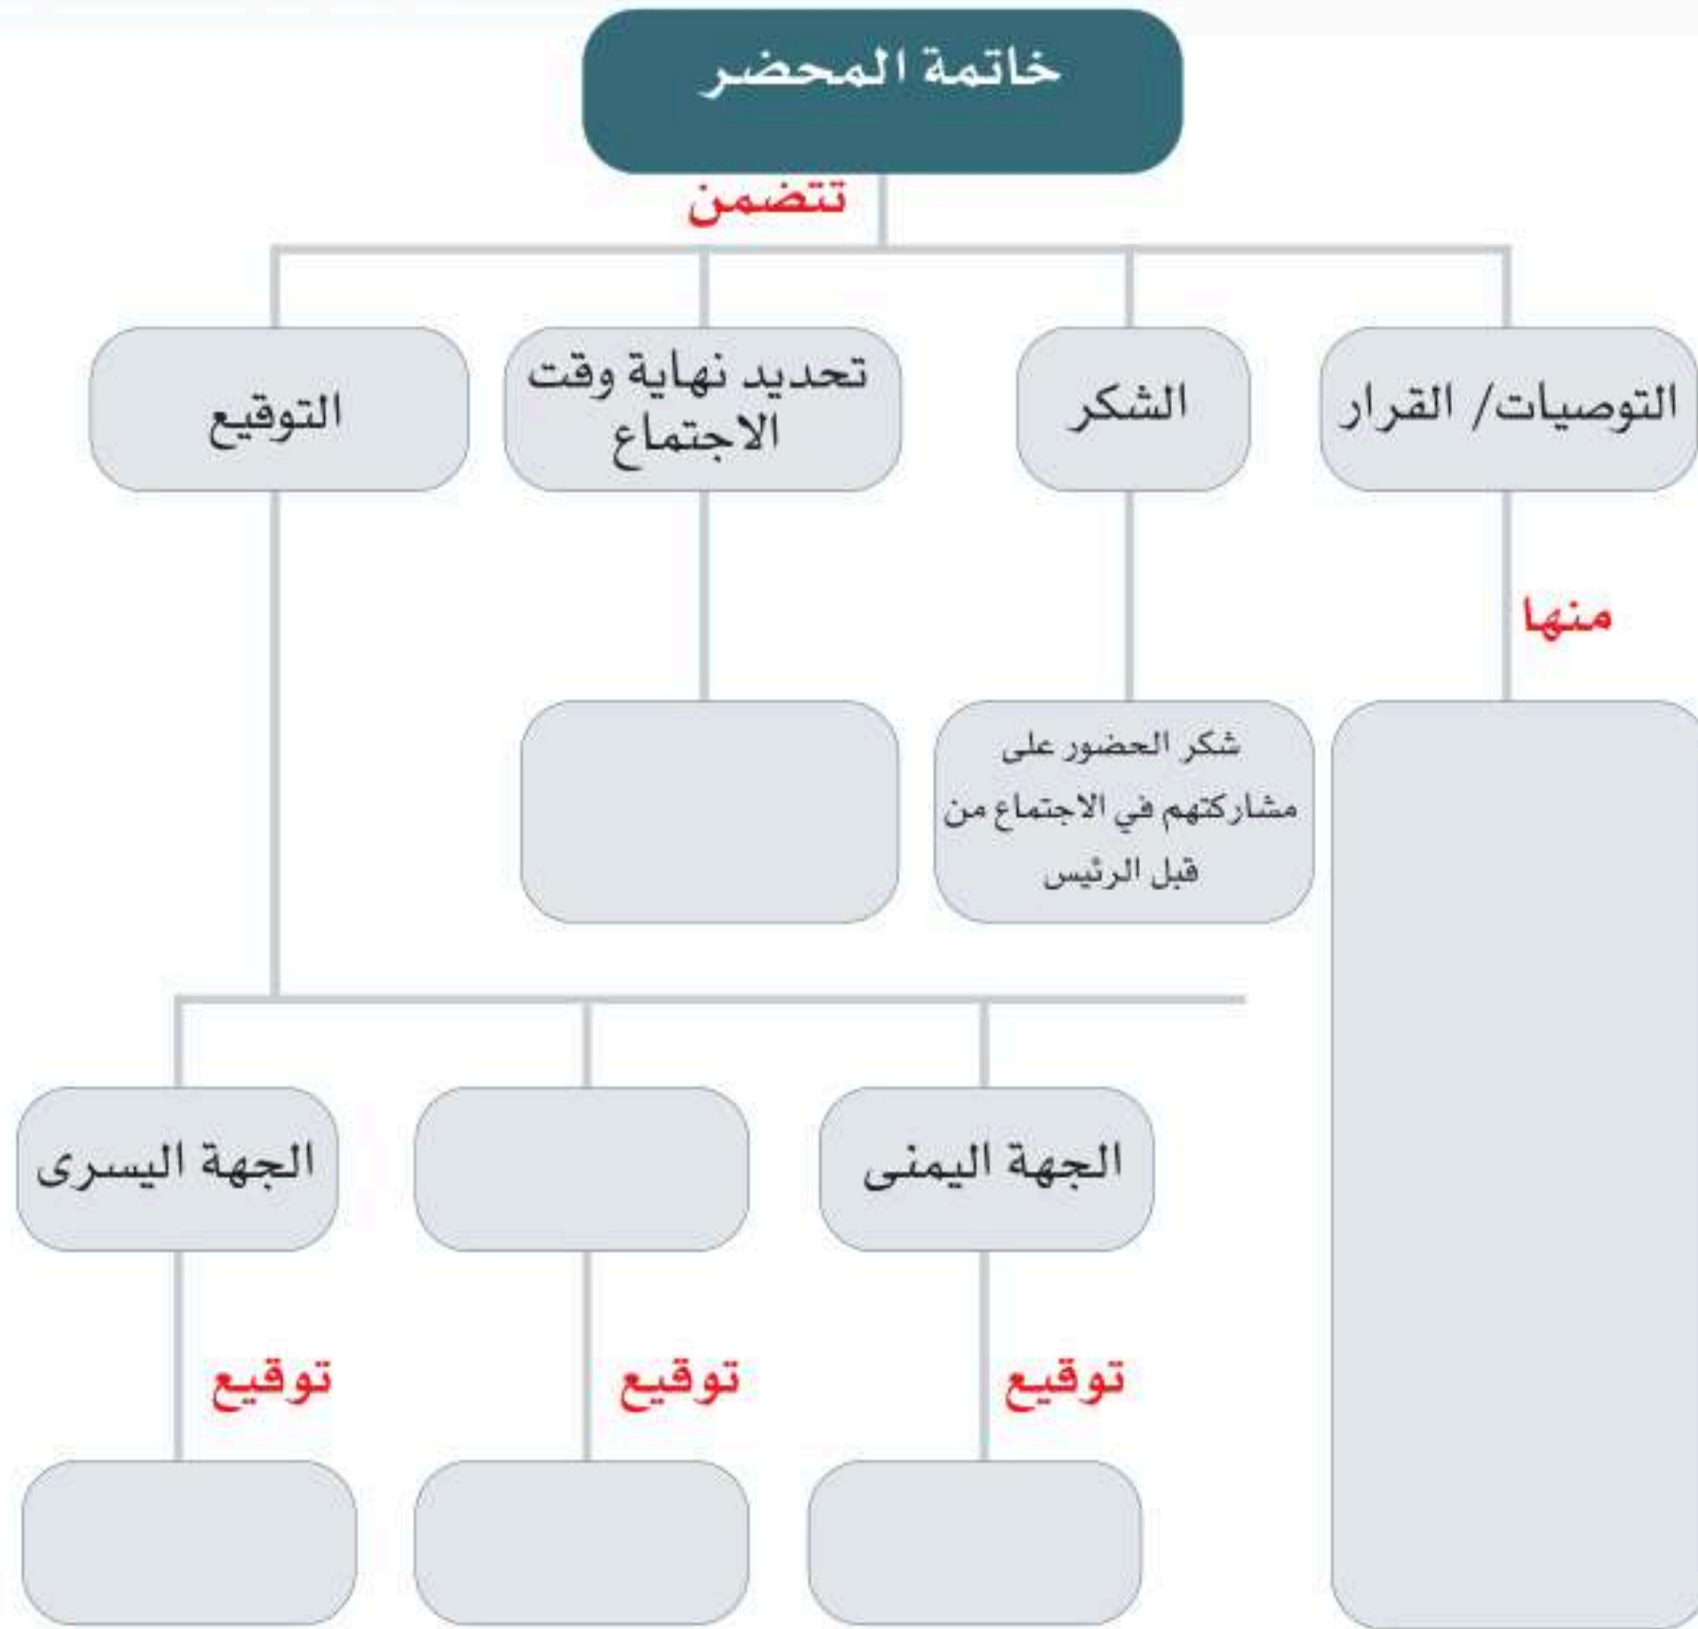 خاتمة المحضر
تتضمن
التوصيات/ القرار
الشكر
تحديد نهاية وقت
الاجتماع
التوقيع
منها
شكر الحضور على
مشاركتهم في الاجتماع من
قبل الرئيس
الجهة اليمنى
الجهة اليسرى
توقيع
توقيع
توقيع